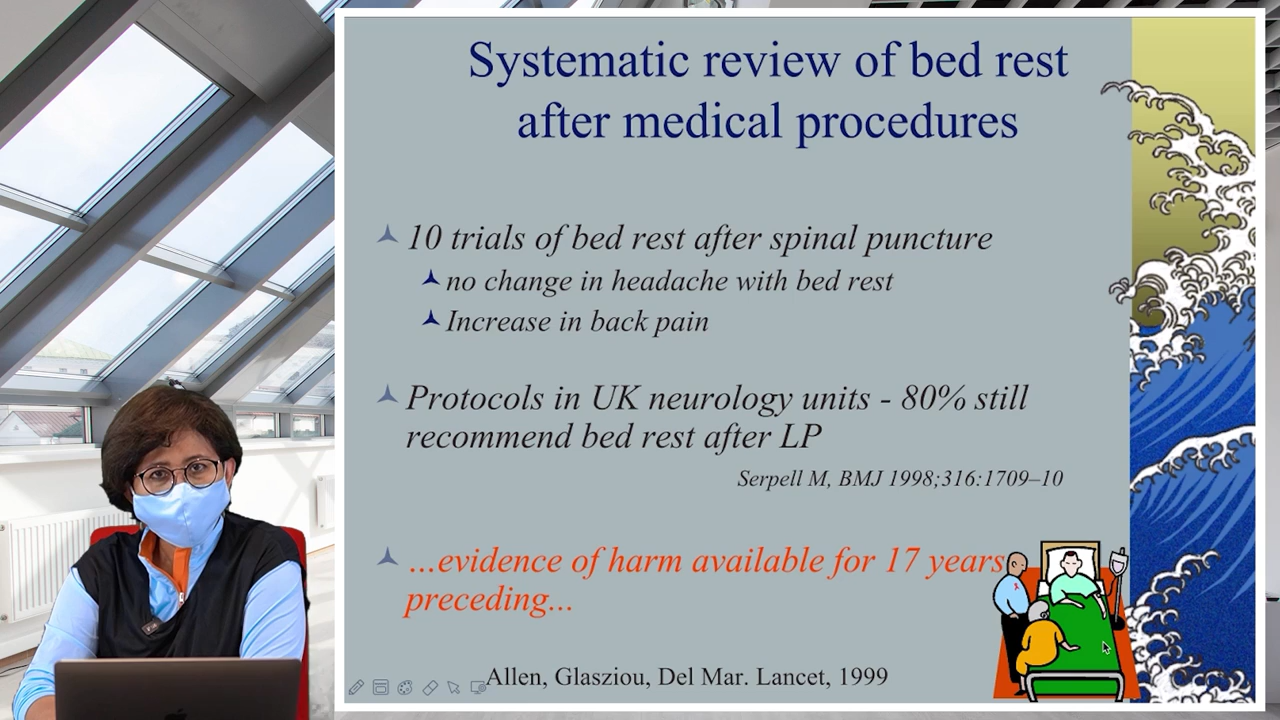 Systematic review of bed rest
after medical procedures
10 trials of bed rest after spinal puncture
no change in headache with bed rest
Increase in back pain
Protocols in UK neurology units - 80% still
recommend bed rest after LP
Serpell M, BMJ 1998;316:1709–10
...evidence of harm available for 17 years
preceding...
Allen, Glasziou, Del Mar. Lancet, 1999